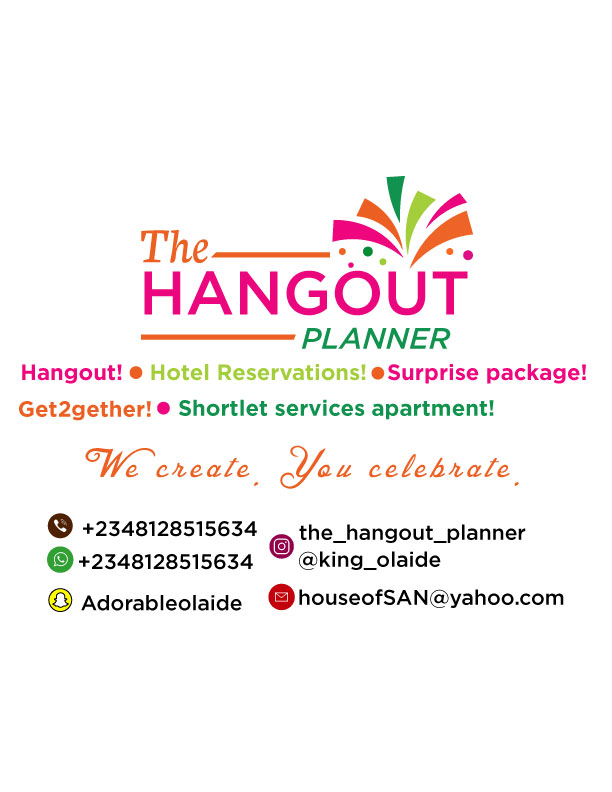 The
HANGOUT
PLANNER
Hangout! ● Hotel Reservations! ● Surprise package!
Get2gether! ● Shortlet services apartment!
We create. You celebrate.
+2348128515634
+2348128515634
Adorableolaide
the_hangout_planner
@king_olaide
houseofSAN@yahoo.com